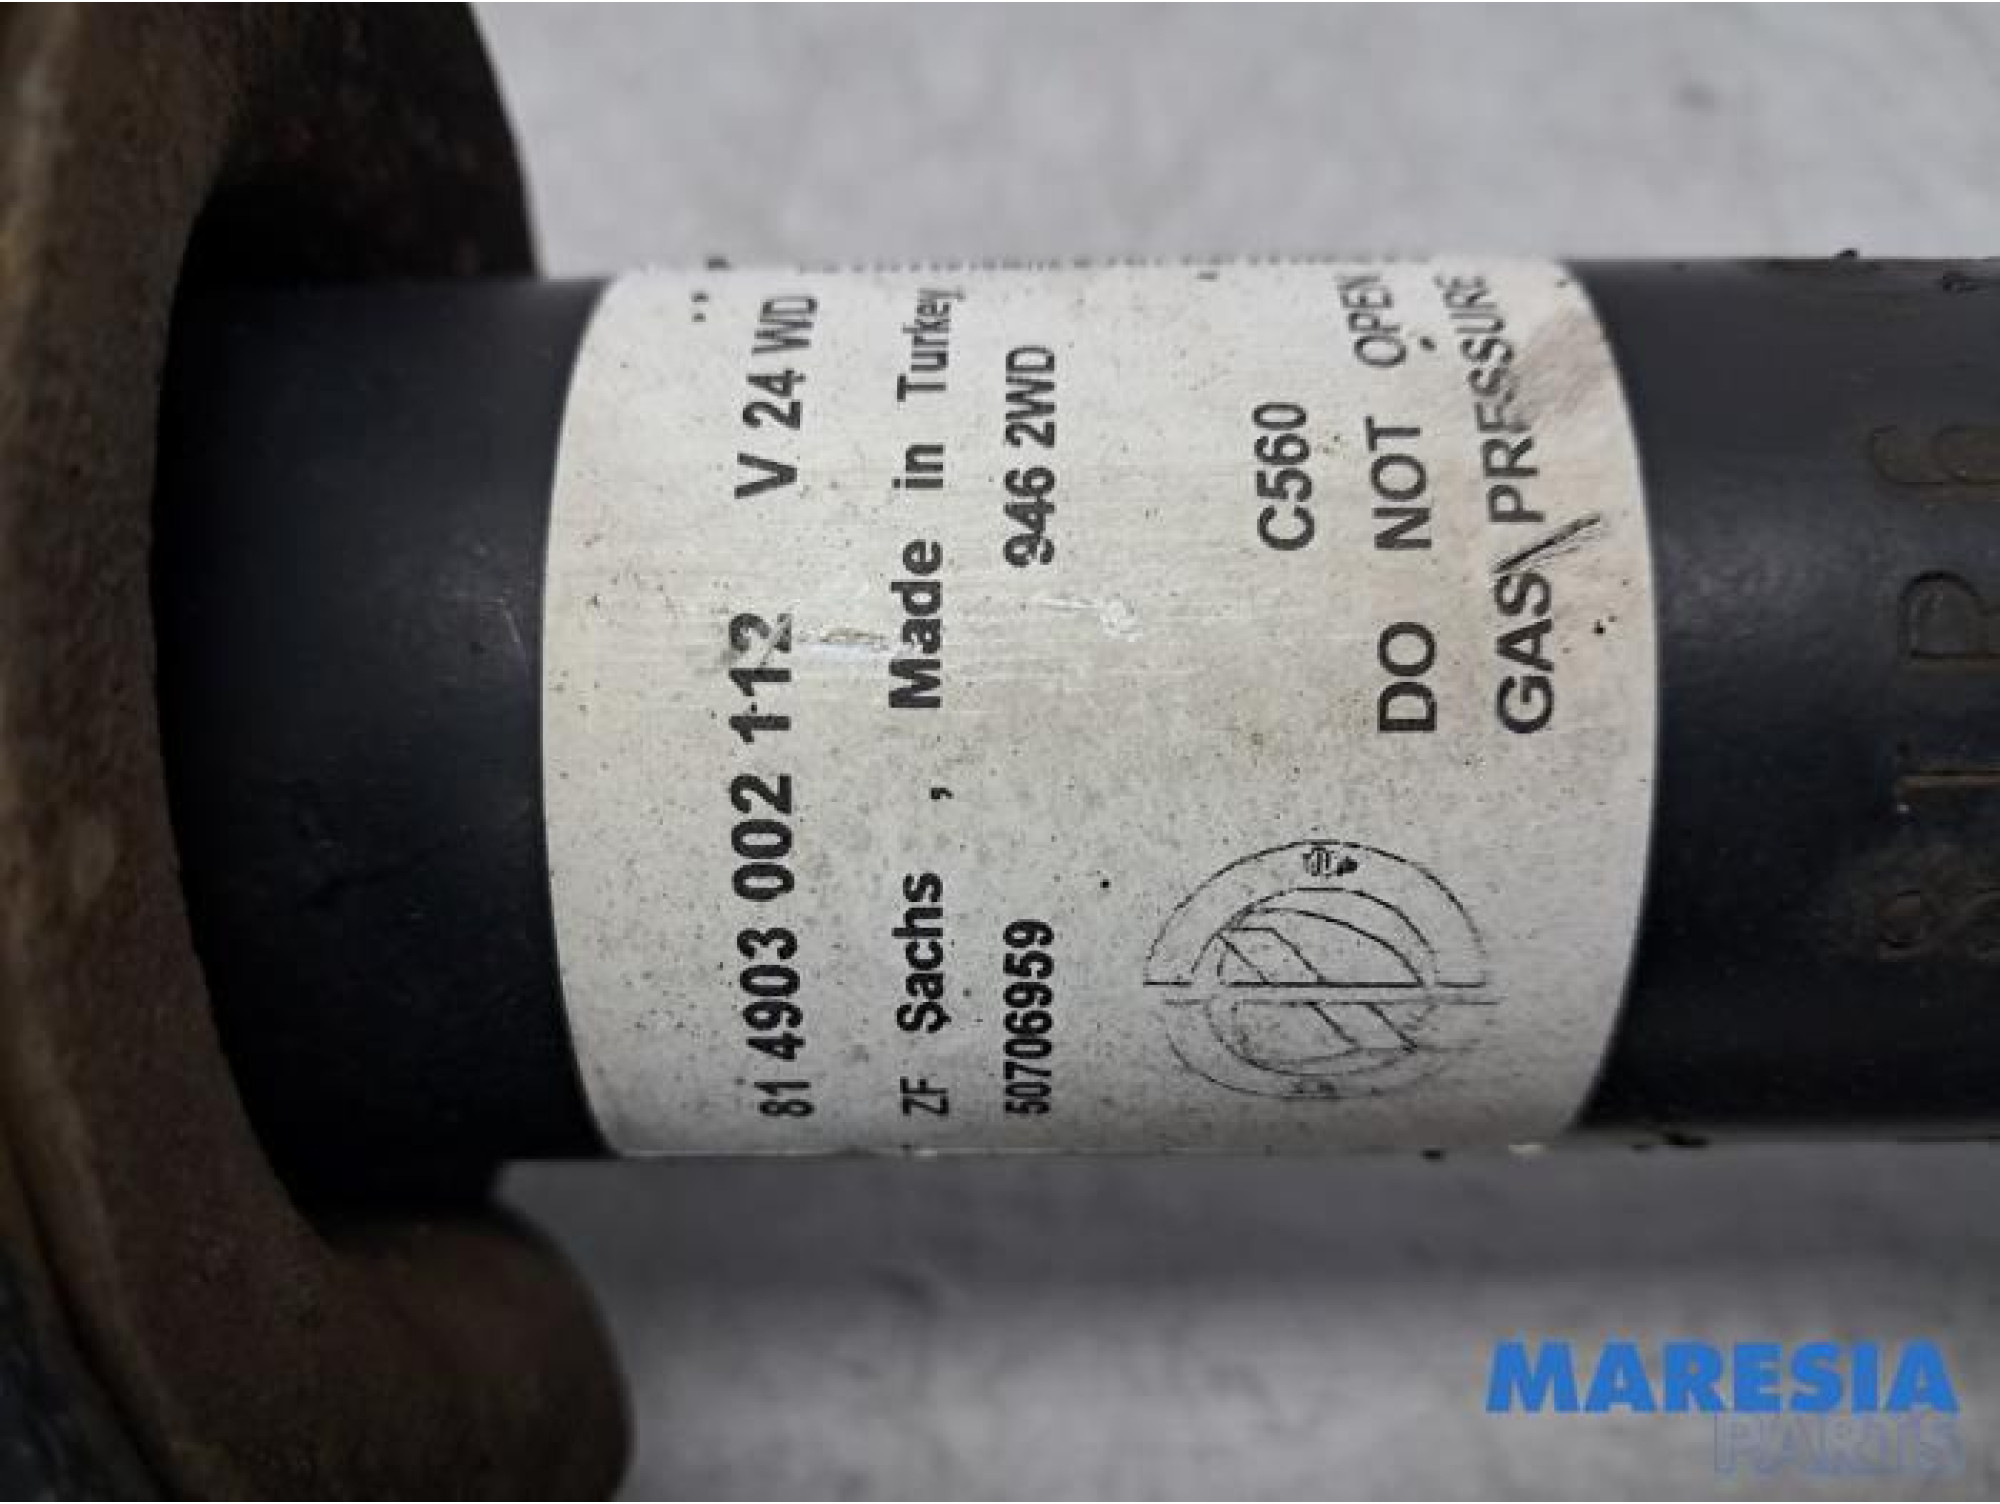 81 4903 002 112 V 24 WD
ZF Sachs , Made in Turkey
50706959 946 2WD
C560
DO NOT OPEN
GAS PRESSURE
MARESIA
PARTS